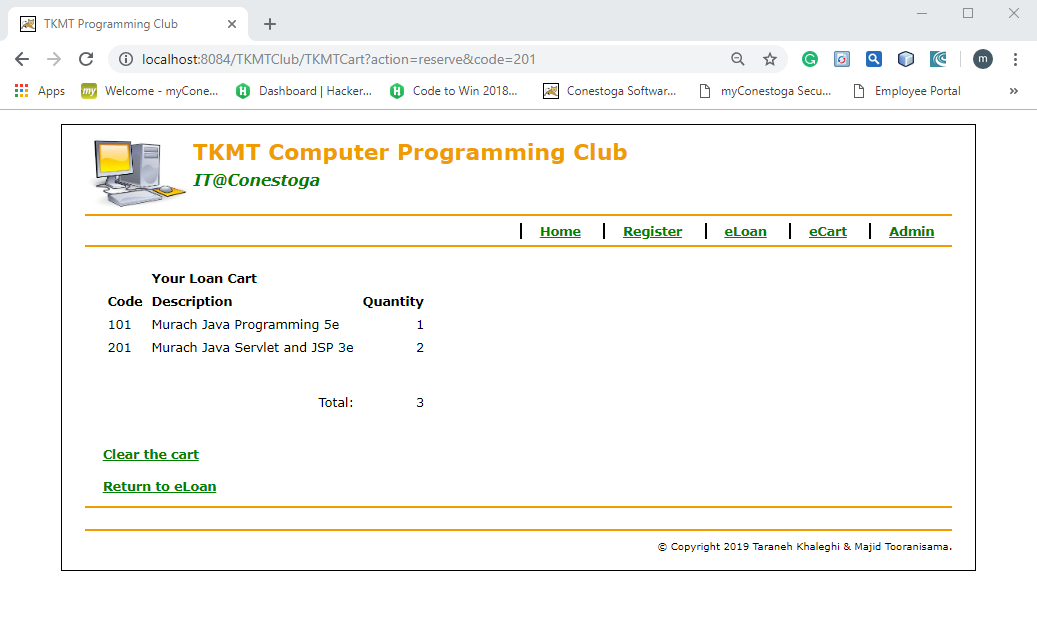 TKMT Programming Club
localhost:8084/TKMTClub/TKMTCart?action=reserve&code=201
m
Apps my Welcome - myCone... Dashboard | Hacker... Code to Win 2018... Conestoga Softwar... myConestoga Secu... Employee Portal »
TKMT Computer Programming Club
IT@Conestoga
Home Register eLoan eCart Admin
Your Loan Cart
Code Description Quantity
101 Murach Java Programming 5e 1
201 Murach Java Servlet and JSP 3e 2
Total: 3
Clear the cart
Return to eLoan
© Copyright 2019 Taraneh Khaleghi & Majid Tooranisama.